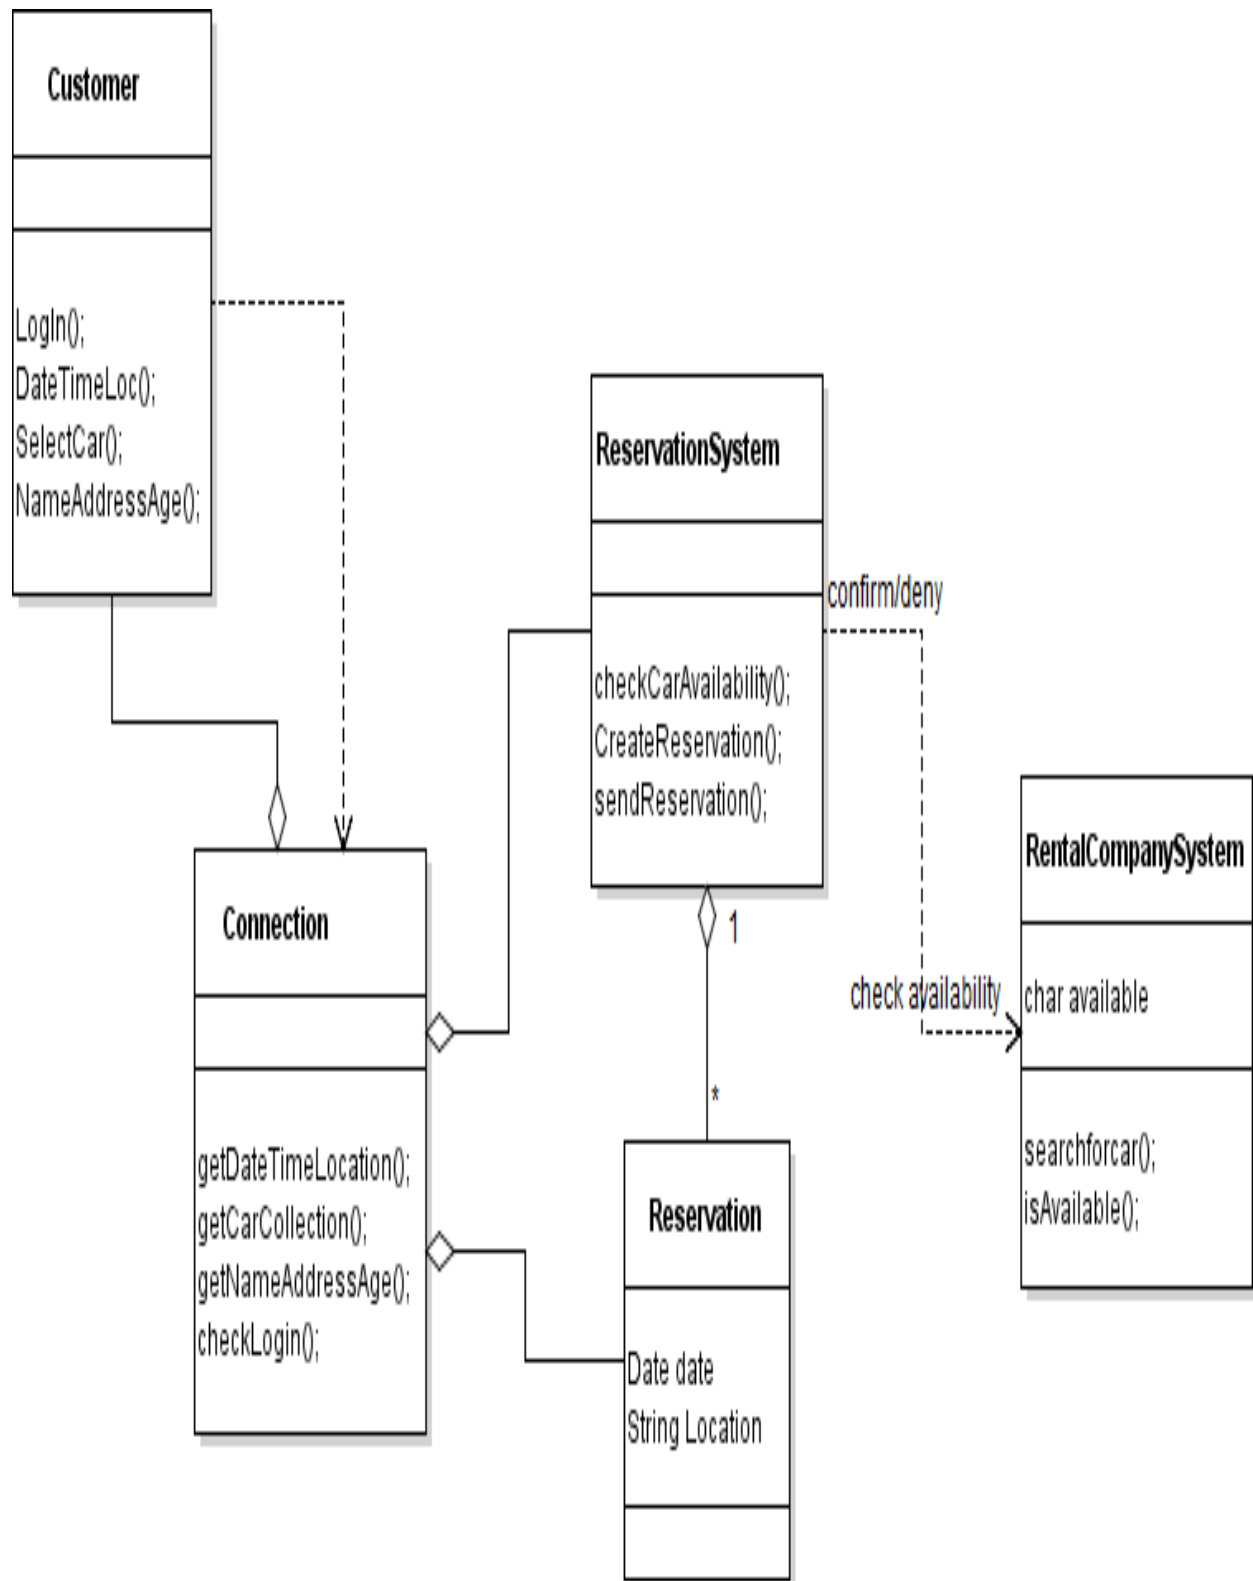 Customer
LogIn();
DateTimeLoc();
SelectCar();
NameAddressAge();
ReservationSystem
checkCarAvailability();
CreateReservation();
sendReservation();
confirm/deny
check availability
1
*
RentalCompanySystem
char available
searchforcar();
isAvailable();
Connection
getDateTimeLocation();
getCarCollection();
getNameAddressAge();
checkLogin();
Reservation
Date date
String Location